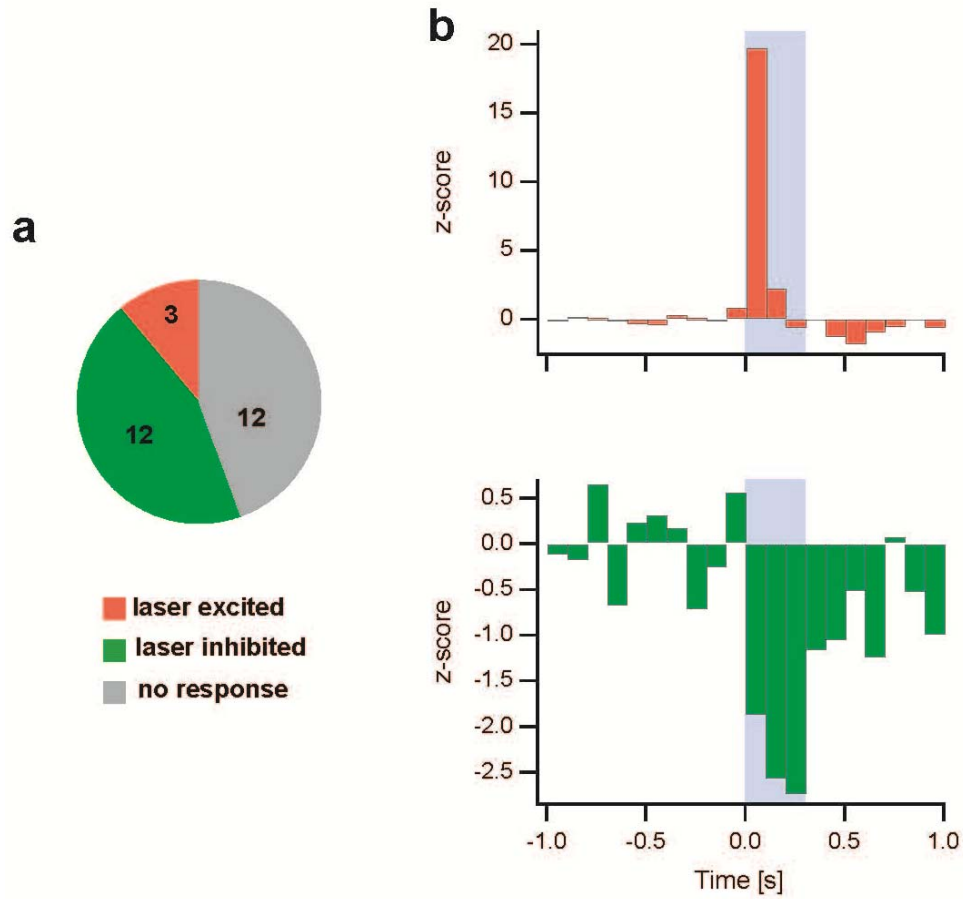 a
3
12
12
laser excited
laser inhibited
no response
b
20
15
10
5
0
z-score
0.5
0.0
-0.5
-1.0
-1.5
-2.0
-2.5
z-score
-1.0 -0.5 0.0 0.5 1.0
Time [s]